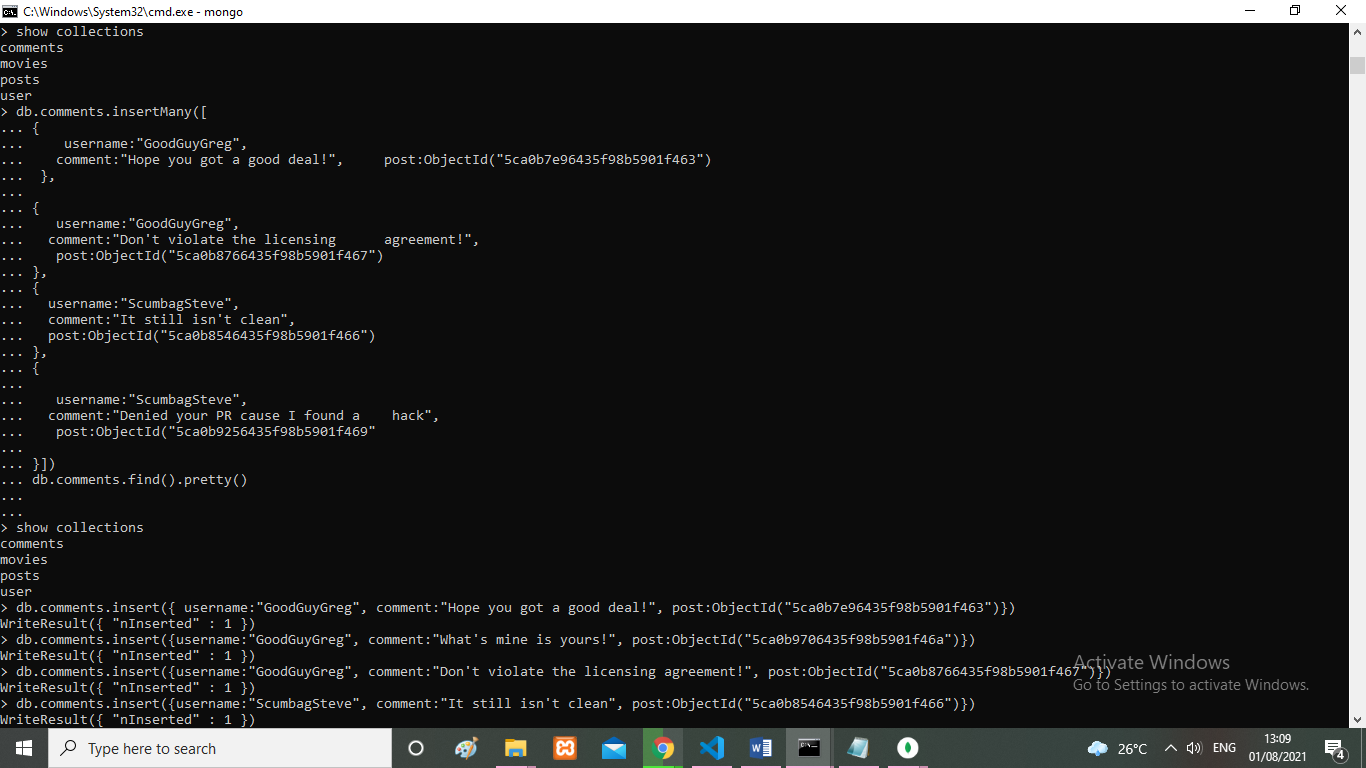 C:\Windows\System32\cmd.exe - mongo
> show collections
comments
movies
posts
user
> db.comments.insertMany([
... {
...     username:"GoodGuyGreg",
...    comment:"Hope you got a good deal!",     post:ObjectId("5ca0b7e96435f98b5901f463")
...  },
...
... {
...    username:"GoodGuyGreg",
...   comment:"Don't violate the licensing      agreement!",
...    post:ObjectId("5ca0b8766435f98b5901f467")
... },
... {
...   username:"ScumbagSteve",
...   comment:"It still isn't clean",
...   post:ObjectId("5ca0b8546435f98b5901f466")
... },
... {
...
...    username:"ScumbagSteve",
...   comment:"Denied your PR cause I found a    hack",
...    post:ObjectId("5ca0b9256435f98b5901f469"
...
... }])
... db.comments.find().pretty()
...
...
> show collections
comments
movies
posts
user
> db.comments.insert({ username:"GoodGuyGreg", comment:"Hope you got a good deal!", post:ObjectId("5ca0b7e96435f98b5901f463")})
WriteResult({ "nInserted" : 1 })
> db.comments.insert({username:"GoodGuyGreg", comment:"What's mine is yours!", post:ObjectId("5ca0b9706435f98b5901f46a")})
WriteResult({ "nInserted" : 1 })
> db.comments.insert({username:"GoodGuyGreg", comment:"Don't violate the licensing agreement!", post:ObjectId("5ca0b8766435f98b5901f467")})
WriteResult({ "nInserted" : 1 })
> db.comments.insert({username:"ScumbagSteve", comment:"It still isn't clean", post:ObjectId("5ca0b8546435f98b5901f466")})
WriteResult({ "nInserted" : 1 })
Activate Windows
Go to Settings to activate Windows.
Type here to search
26°C
ENG
13:09
01/08/2021
4